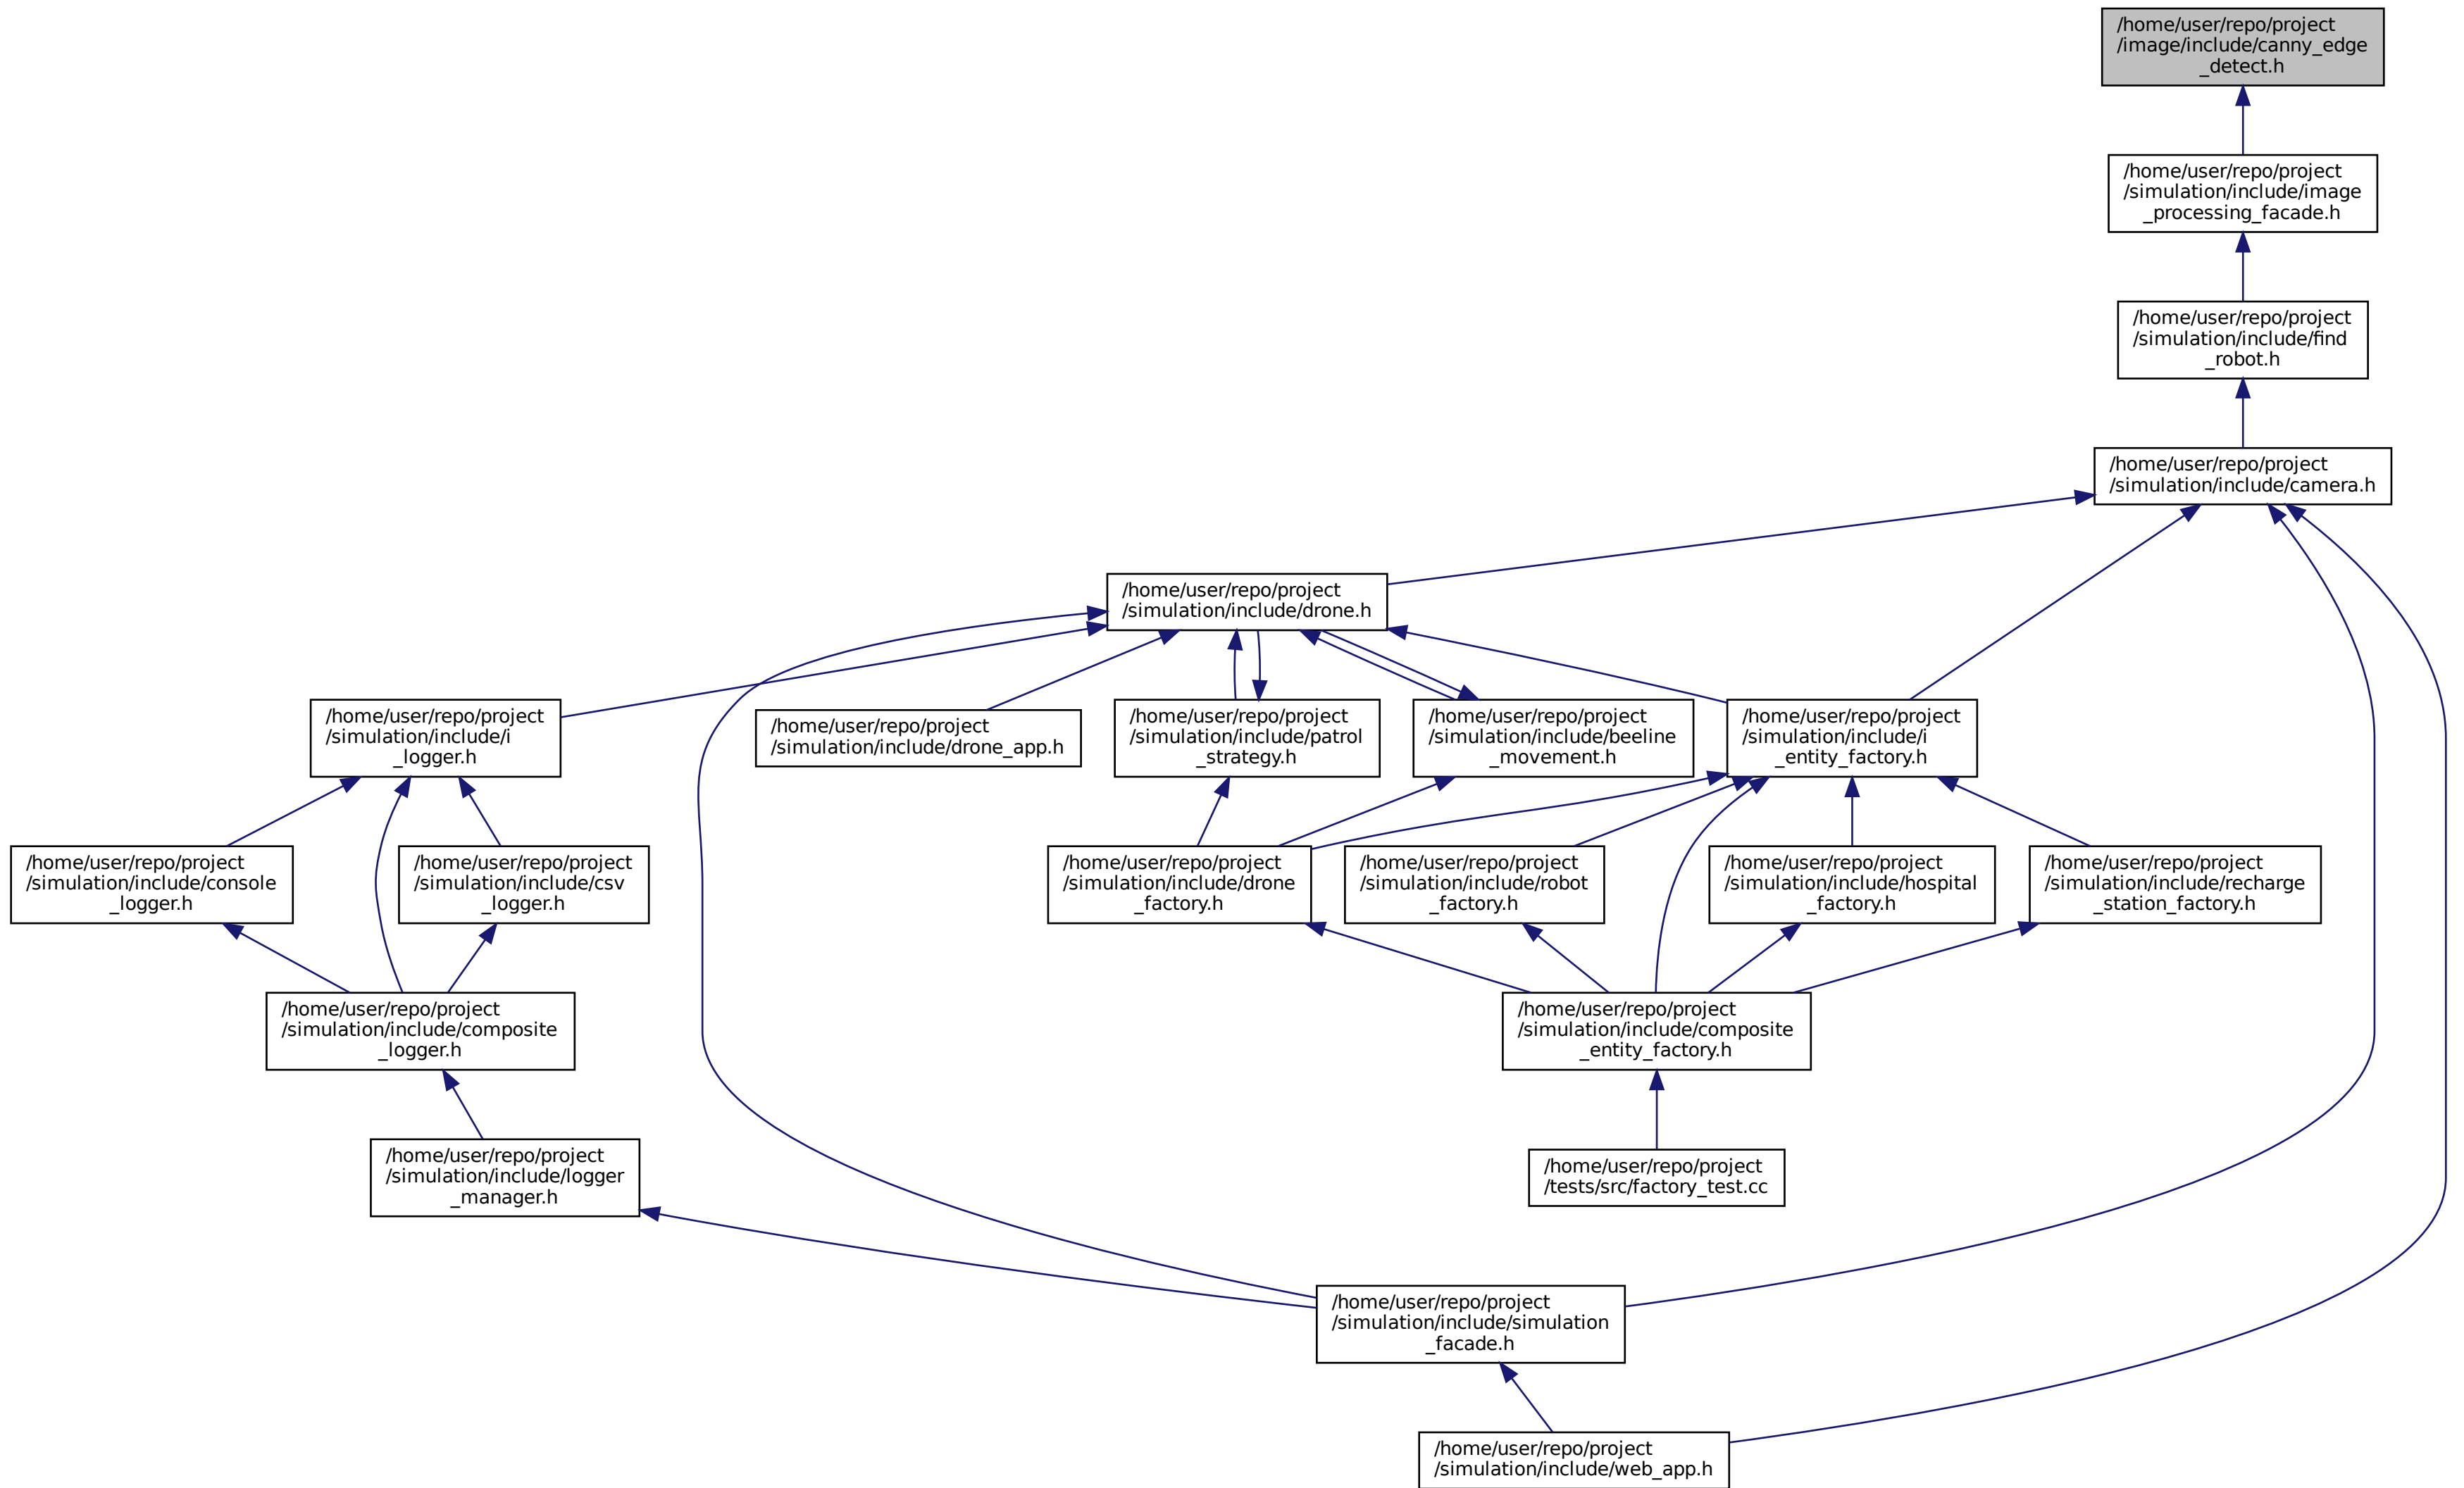 /home/user/repo/project
/image/include/canny_edge
_detect.h
/home/user/repo/project
/simulation/include/image
_processing_facade.h
/home/user/repo/project
/simulation/include/find
_robot.h
/home/user/repo/project
/simulation/include/camera.h
/home/user/repo/project
/simulation/include/drone.h
/home/user/repo/project
/simulation/include/i
_logger.h
/home/user/repo/project
/simulation/include/drone_app.h
/home/user/repo/project
/simulation/include/patrol
_strategy.h
/home/user/repo/project
/simulation/include/beeline
_movement.h
/home/user/repo/project
/simulation/include/i
_entity_factory.h
/home/user/repo/project
/simulation/include/console
_logger.h
/home/user/repo/project
/simulation/include/csv
_logger.h
/home/user/repo/project
/simulation/include/drone
_factory.h
/home/user/repo/project
/simulation/include/robot
_factory.h
/home/user/repo/project
/simulation/include/hospital
_factory.h
/home/user/repo/project
/simulation/include/recharge
_station_factory.h
/home/user/repo/project
/simulation/include/composite
_logger.h
/home/user/repo/project
/simulation/include/composite
_entity_factory.h
/home/user/repo/project
/simulation/include/logger
_manager.h
/home/user/repo/project
/tests/src/factory_test.cc
/home/user/repo/project
/simulation/include/simulation
_facade.h
/home/user/repo/project
/simulation/include/web_app.h